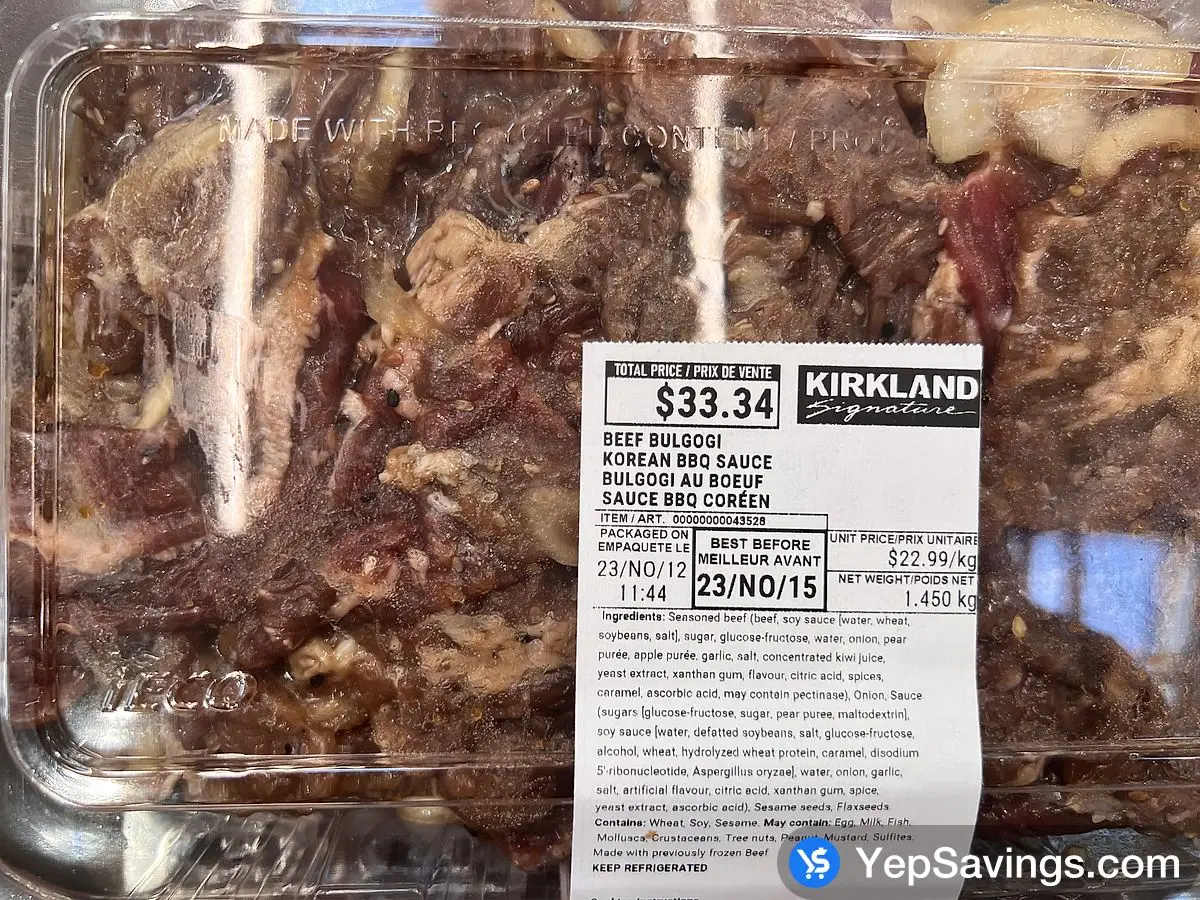 MADE WITH RECYCLED CONTENT / PRO
TOTAL PRICE / PRIX DE VENTE
$33.34
KIRKLAND
Signature
BEEF BULGOGI
KOREAN BBQ SAUCE
BULGOGI AU BOEUF
SAUCE BBQ CORÉEN
ITEM / ART. 00000000043528
PACKAGED ON
EMPAQUETE LE
23/NO/12
11:44
BEST BEFORE
MEILLEUR AVANT
23/NO/15
UNIT PRICE/PRIX UNITAIRE
$22.99/kg
NET WEIGHT/POIDS NET
1.450 kg
Ingredients: Seasoned beef (beef, soy sauce [water, wheat,
soybeans, salt], sugar, glucose-fructose, water, onion, pear
purée, apple purée, garlic, salt, concentrated kiwi juice,
yeast extract, xanthan gum, flavour, citric acid, spices,
caramel, ascorbic acid, may contain pectinase), Onion, Sauce
(sugars [glucose-fructose, sugar, pear puree, maltodextrin],
soy sauce [water, defatted soybeans, salt, glucose-fructose,
alcohol, wheat, hydrolyzed wheat protein, caramel, disodium
5'-ribonucleotide, Aspergillus oryzae], water, onion, garlic,
salt, artificial flavour, citric acid, xanthan gum, spice,
yeast extract, ascorbic acid), Sesame seeds, Flaxseeds.
Contains: Wheat, Soy, Sesame. May contain: Egg, Milk, Fish,
Molluscs, Crustaceans, Tree nuts, Peanut, Mustard, Sulfites.
Made with previously frozen Beef
KEEP REFRIGERATED
YepSavings.com